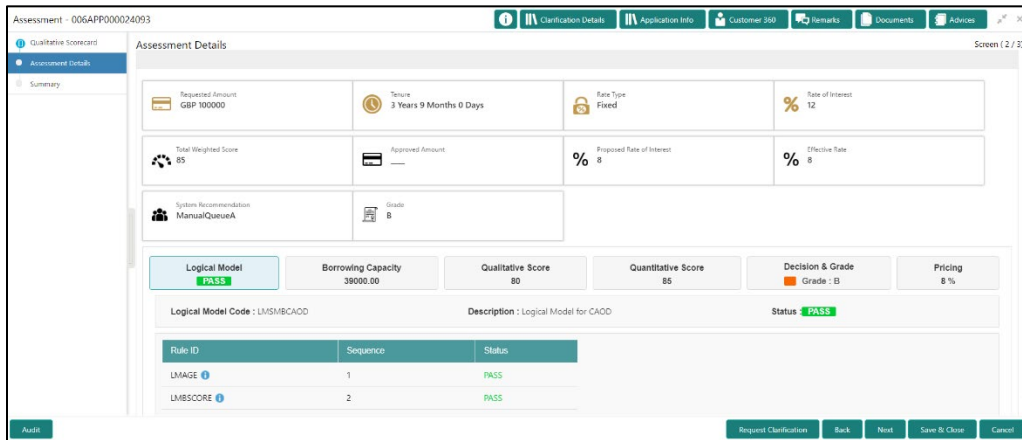 Assessment - 006APP000024093
Clarification Details
Application Info
Customer 360
Remarks
Documents
Advices
Qualitative Scorecard
Assessment Details
Summary
Assessment Details
Screen ( 2 / 3)
Requested Amount
GBP 100000
Tenure
3 Years 9 Months 0 Days
Rate Type
Fixed
Rate of Interest
12
Total Weighted Score
85
Approved Amount
Proposed Rate of Interest
8
Effective Rate
8
System Recommendation
ManualQueueA
Grade
B
Logical Model
PASS
Borrowing Capacity
39000.00
Qualitative Score
80
Quantitative Score
85
Decision & Grade
Grade : B
Pricing
8 %
Logical Model Code : LMSMBCAOD
Description : Logical Model for CAOD
Status : PASS
Rule ID Sequence Status
LMAGE 1 PASS
LMBSCORE 2 PASS
Audit
Request Clarification
Back
Next
Save & Close
Cancel